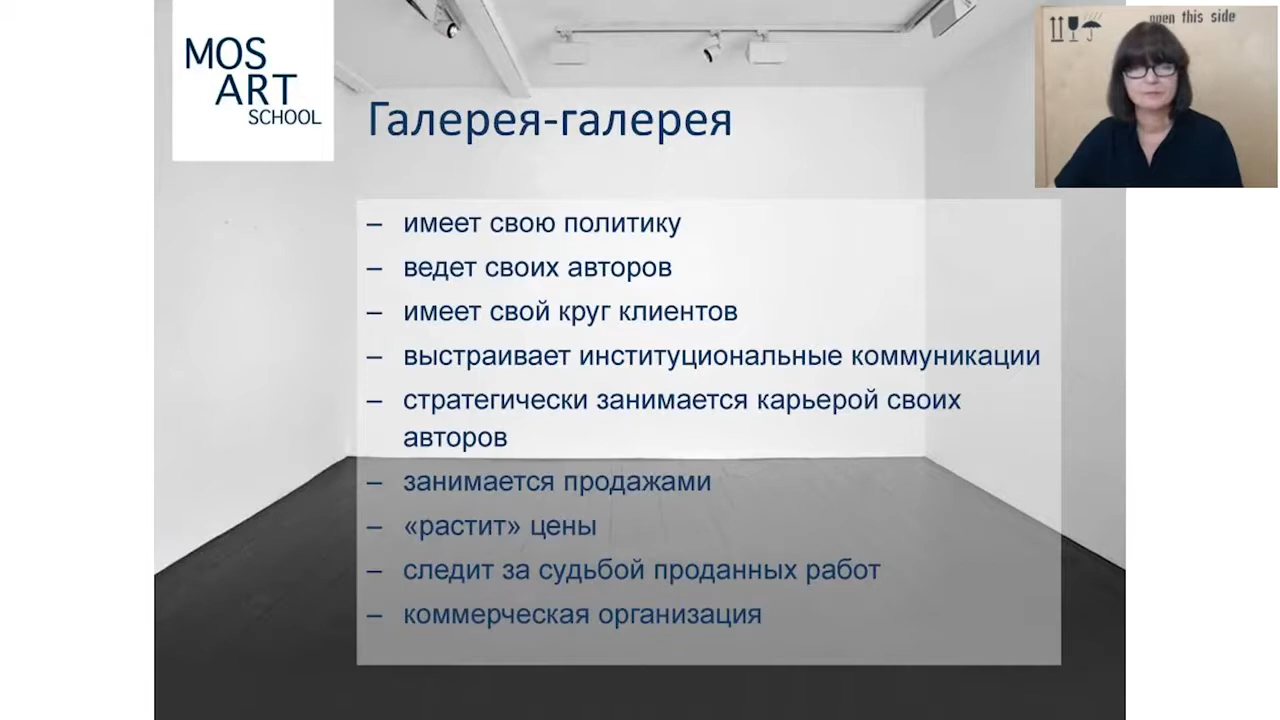 MOS
ART
SCHOOL
open this side
Галерея-галерея
– имеет свою политику
– ведет своих авторов
– имеет свой круг клиентов
– выстраивает институциональные коммуникации
– стратегически занимается карьерой своих
авторов
– занимается продажами
– «растит» цены
– следит за судьбой проданных работ
– коммерческая организация